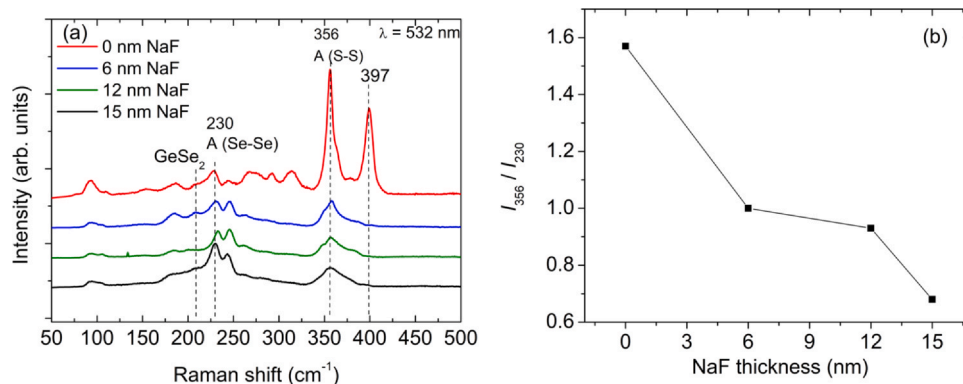 (a)
λ = 532 nm
0 nm NaF
6 nm NaF
12 nm NaF
15 nm NaF
356
A (S-S)
397
230
A (Se-Se)
GeSe2
Intensity (arb. units)
50 100 150 200 250 300 350 400 450 500
Raman shift (cm-1)
(b)
1.6
1.4
1.2
1.0
0.8
0.6
I356 / I230
0 3 6 9 12 15
NaF thickness (nm)